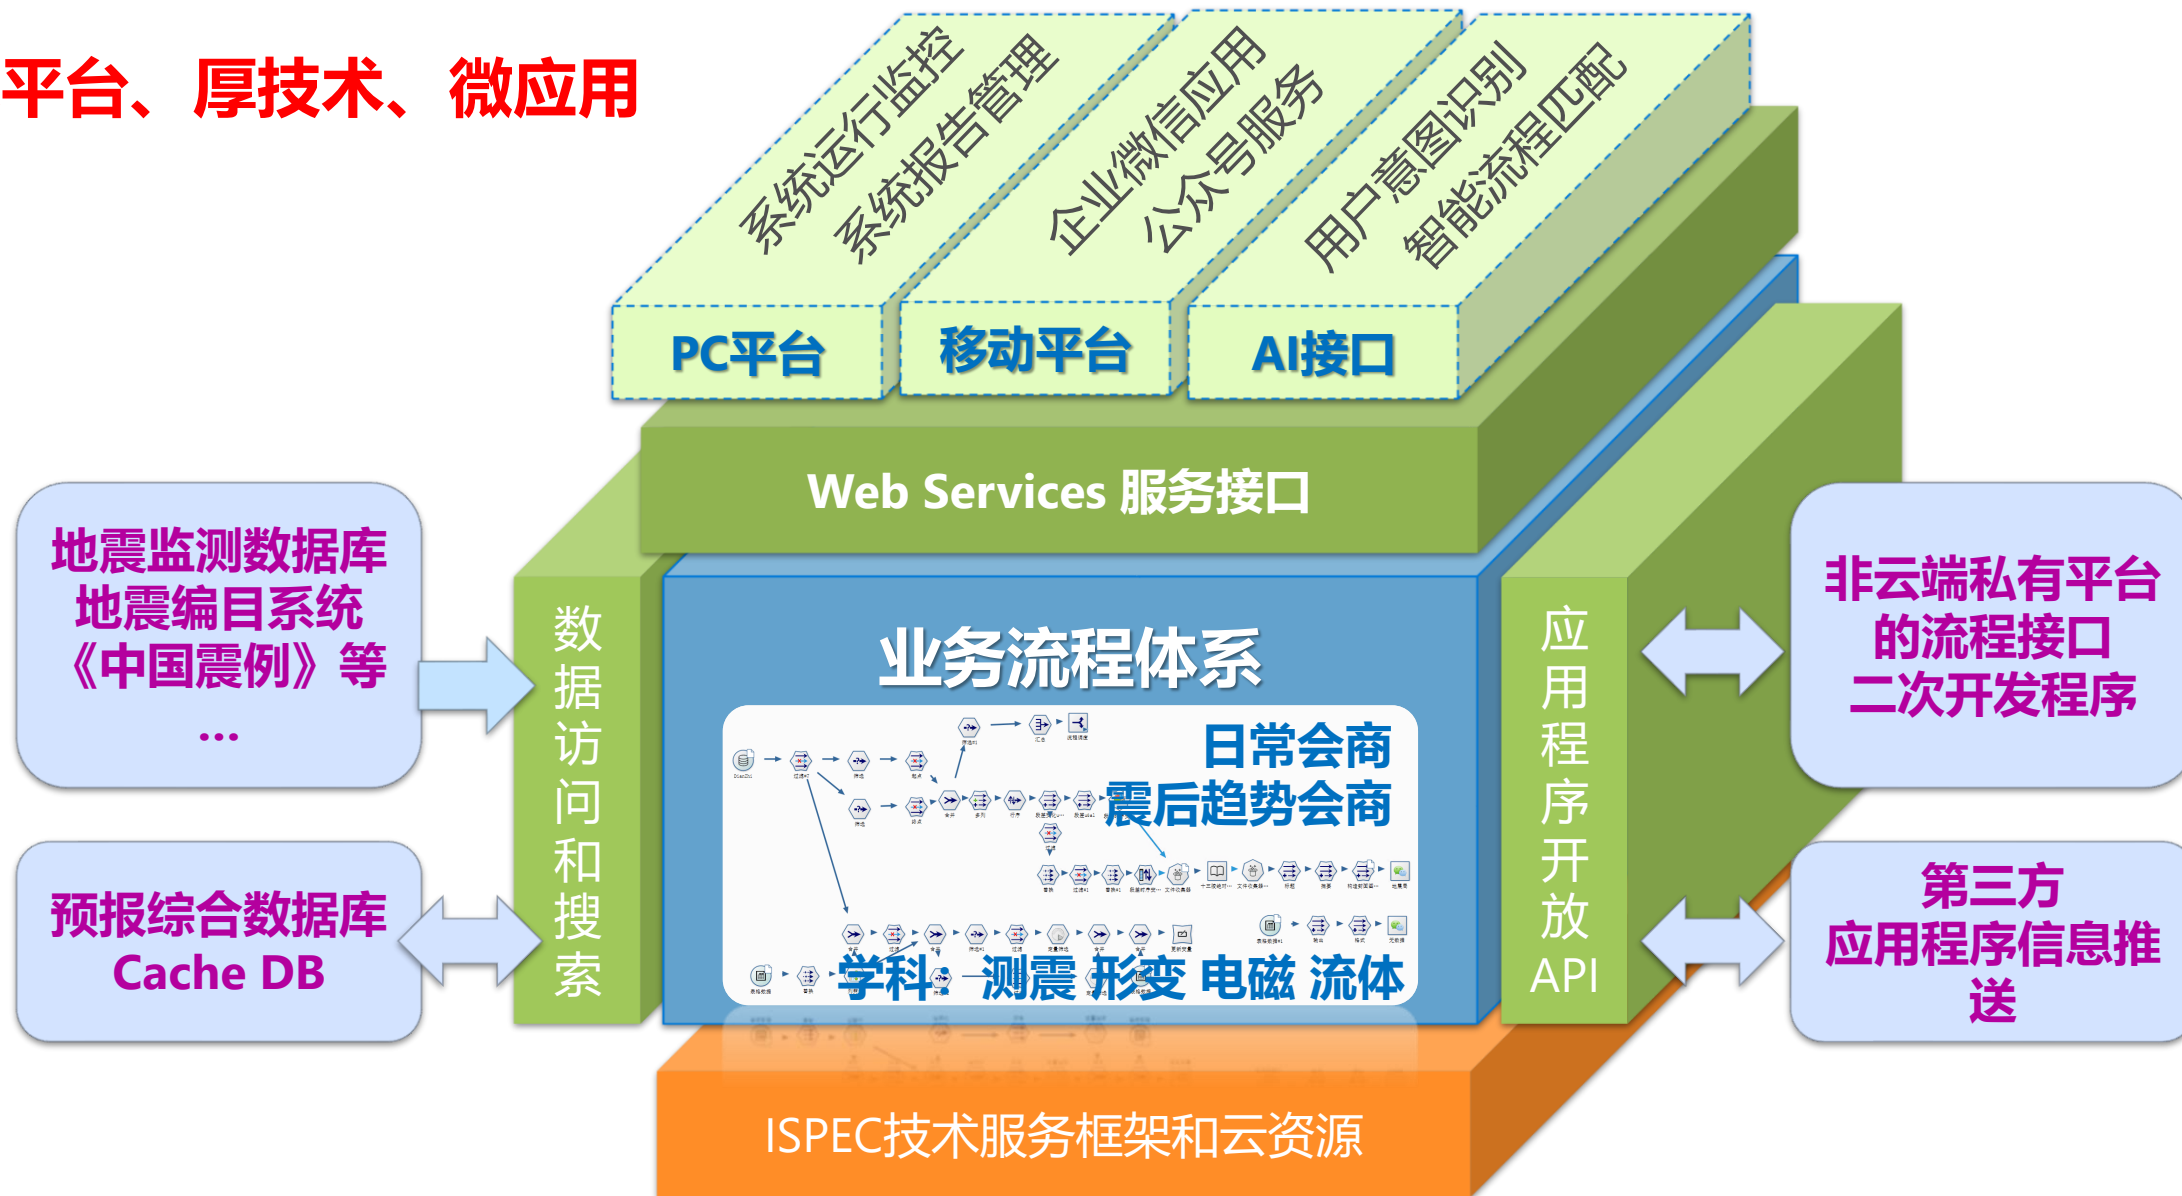 平台、厚技术、微应用
系统运行监控
系统报告管理
企业微信应用
公众号服务
用户意图识别
智能流程匹配
PC平台
移动平台
AI接口
Web Services 服务接口
地震监测数据库
地震编目系统
《中国震例》等
...
预报综合数据库
Cache DB
数据访问和搜索
业务流程体系
日常会商
震后趋势会商
学科: 测震 形变 电磁 流体
应用程序开放API
非云端私有平台
的流程接口
二次开发程序
第三方
应用程序信息推
送
ISPEC技术服务框架和云资源